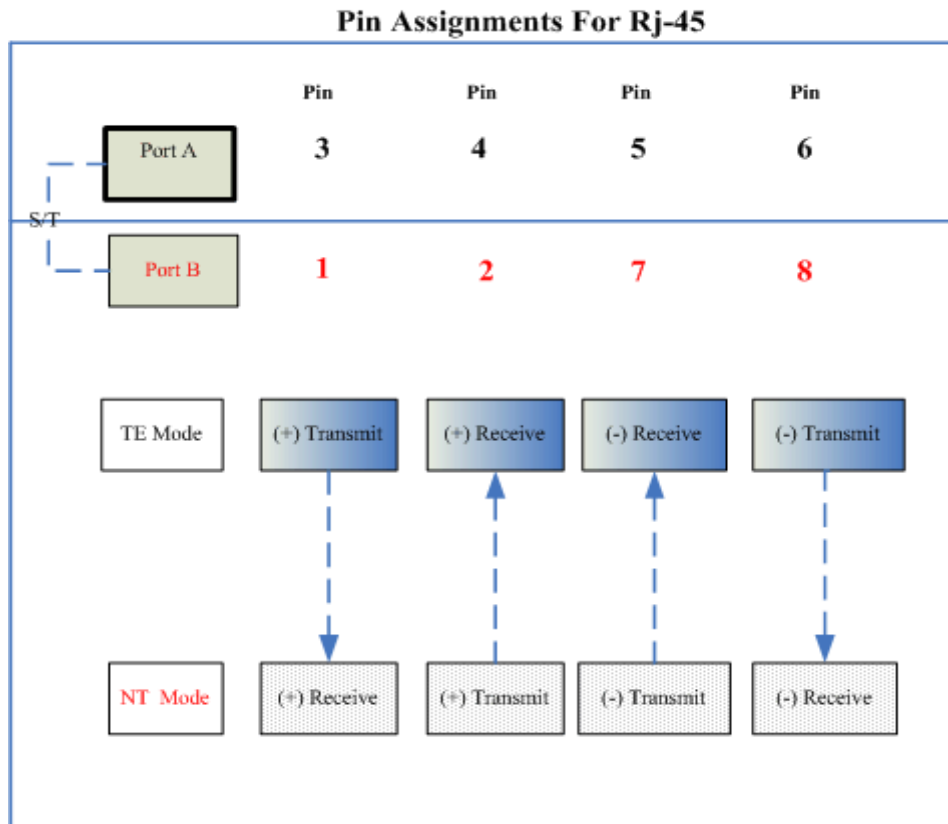 Pin Assignments For Rj-45
Pin Pin Pin Pin
Port A 3 4 5 6
S/T
Port B 1 2 7 8
TE Mode (+) Transmit (+) Receive (-) Receive (-) Transmit
NT Mode (+) Receive (+) Transmit (-) Transmit (-) Receive